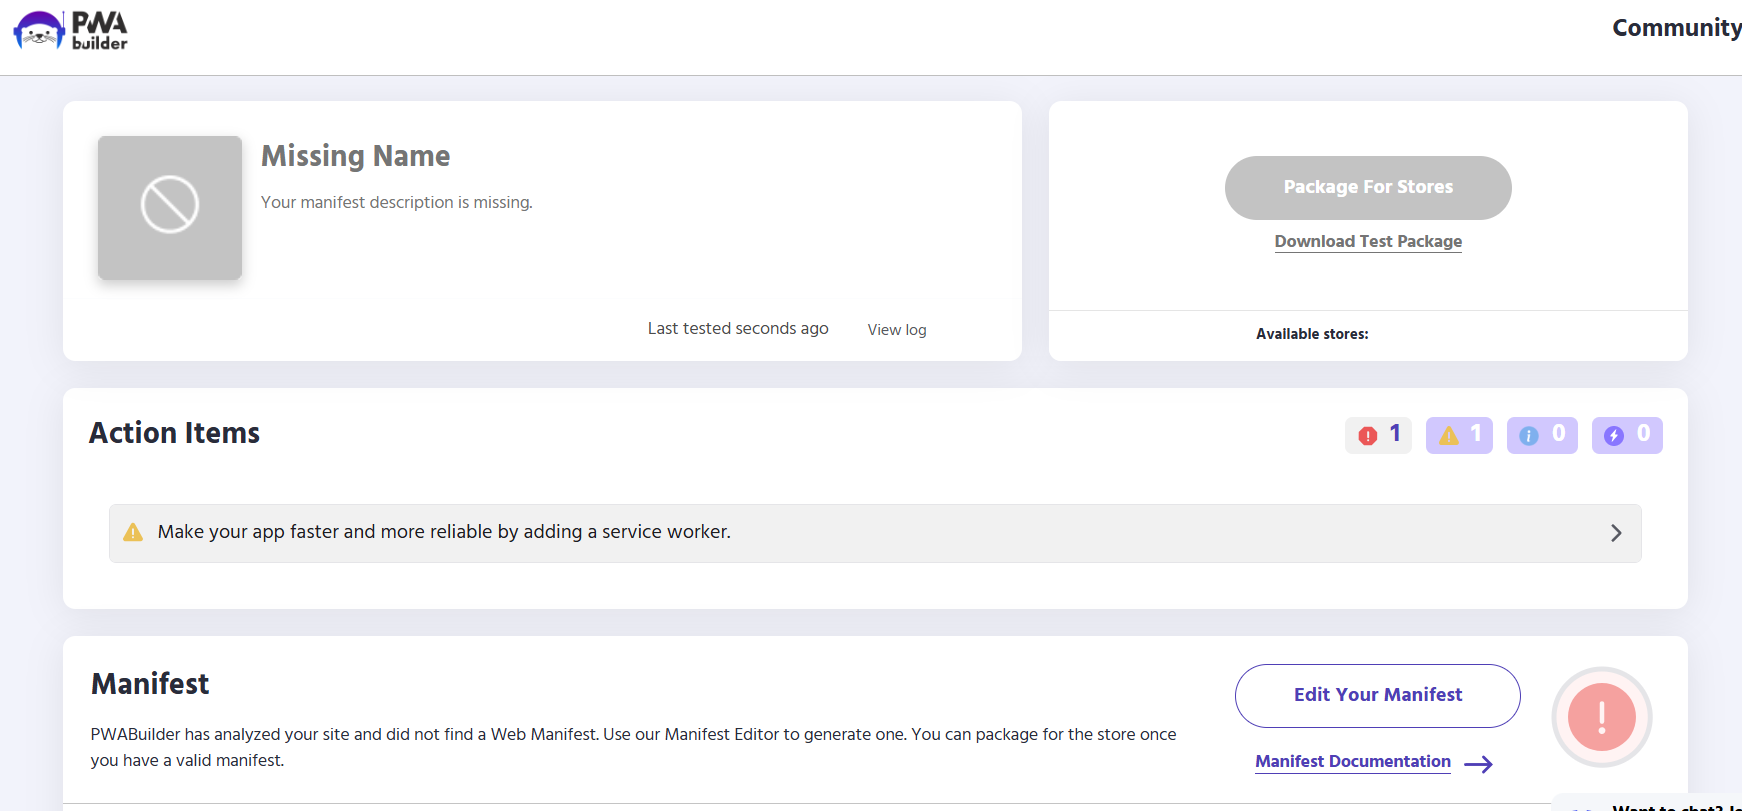 PWA
builder
Community
Missing Name
Your manifest description is missing.
Last tested seconds ago
View log
Package For Stores
Download Test Package
Available stores:
Action Items
1
1
0
0
Make your app faster and more reliable by adding a service worker.
Manifest
PWABuilder has analyzed your site and did not find a Web Manifest. Use our Manifest Editor to generate one. You can package for the store once
you have a valid manifest.
Edit Your Manifest
Manifest Documentation
Want to chat?